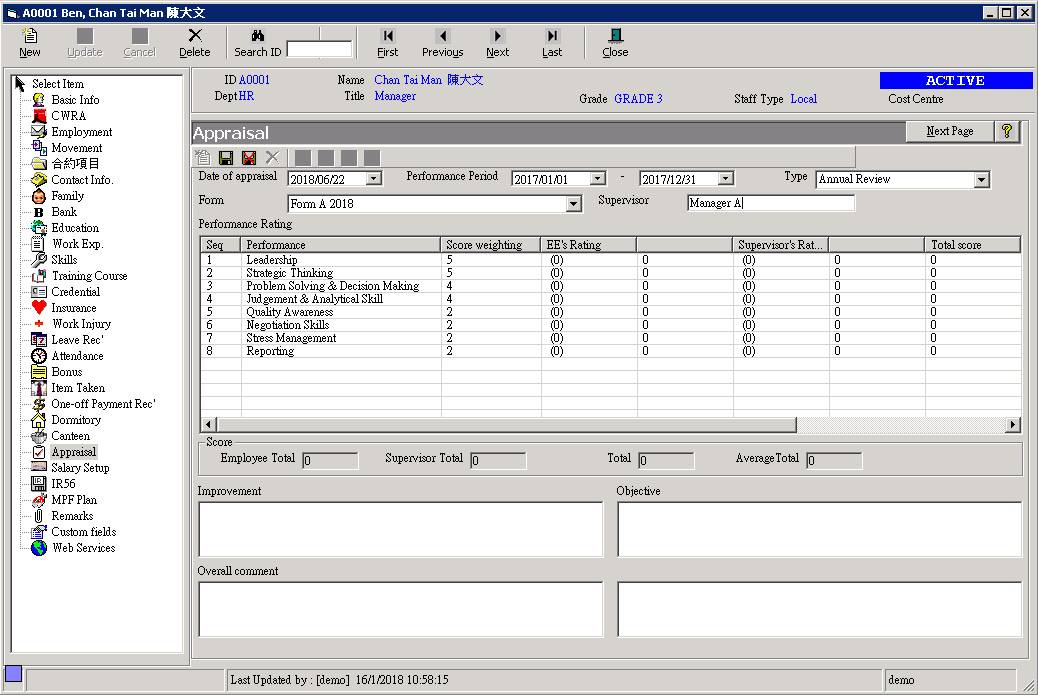 A0001 Ben, Chan Tai Man 陳大文
New Update Cancel Delete Search ID First Previous Next Last Close
Select Item
Basic Info
CWRA
Employment
Movement
合約項目
Contact Info.
Family
Bank
Education
Work Exp.
Skills
Training Course
Credential
Insurance
Work Injury
Leave Rec'
Attendance
Bonus
Item Taken
One-off Payment Rec'
Dormitory
Canteen
Appraisal
Salary Setup
IR56
MPF Plan
Remarks
Custom fields
Web Services
ID A0001 Name Chan Tai Man 陳大文 ACTIVE
Dept HR Title Manager Grade GRADE 3 Staff Type Local Cost Centre
Appraisal Next Page ?
Date of appraisal 2018/06/22 Performance Period 2017/01/01 - 2017/12/31 Type Annual Review
Form Form A 2018 Supervisor Manager A
Performance Rating
Seq Performance Score weighting EE's Rating Supervisor's Rat... Total score
1 Leadership 5 (0) 0 (0) 0 0
2 Strategic Thinking 5 (0) 0 (0) 0 0
3 Problem Solving & Decision Making 4 (0) 0 (0) 0 0
4 Judgement & Analytical Skill 4 (0) 0 (0) 0 0
5 Quality Awareness 2 (0) 0 (0) 0 0
6 Negotiation Skills 2 (0) 0 (0) 0 0
7 Stress Management 2 (0) 0 (0) 0 0
8 Reporting 2 (0) 0 (0) 0 0
Score
Employee Total 0 Supervisor Total 0 Total 0 Average Total 0
Improvement Objective
Overall comment
Last Updated by : [demo] 16/1/2018 10:58:15 demo